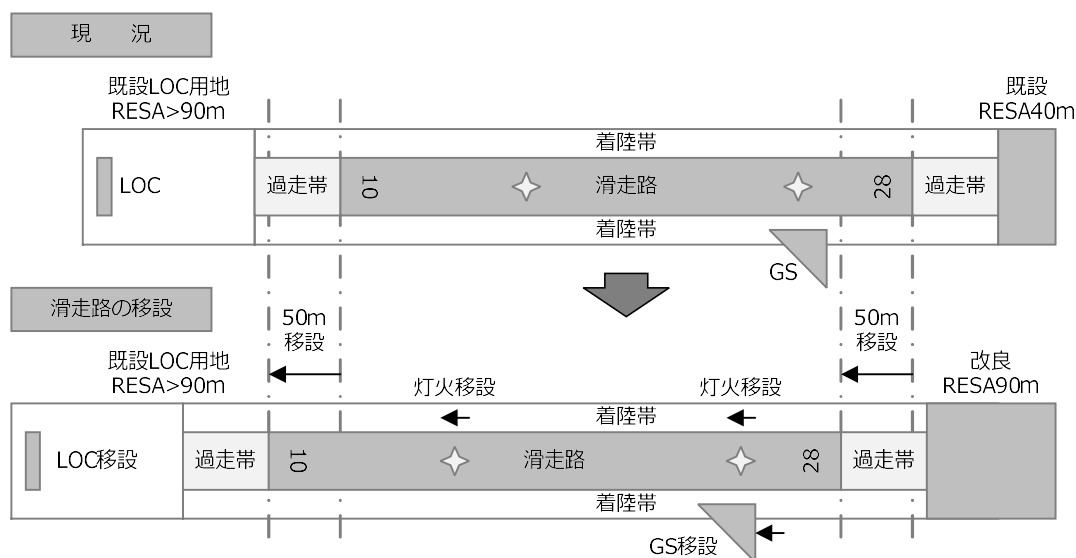 現　況
既設LOC用地
RESA>90m
既設
RESA40m
着陸帯
LOC
過走帯
10
滑走路
28
過走帯
着陸帯
GS
滑走路の移設
50m
移設
50m
移設
既設LOC用地
RESA>90m
改良
RESA90m
灯火移設
灯火移設
着陸帯
LOC移設
過走帯
10
滑走路
28
過走帯
着陸帯
GS移設